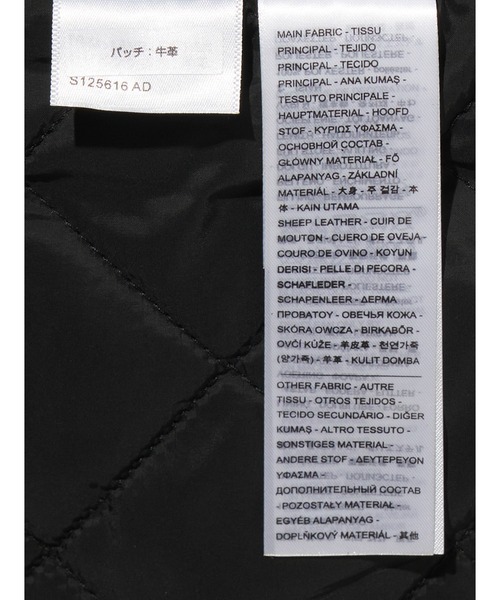 パッチ：牛革
S125616 AD
MAIN FABRIC - TISSU
PRINCIPAL - TEJIDO
PRINCIPAL - TECIDO
PRINCIPAL - ANA KUMAŞ -
TESSUTO PRINCIPALE -
HAUPTMATERIAL - HOOFD
STOF - ΚΥΡΙΩΣ ΥΦΑΣΜΑ -
ОСНОВНОЙ СОСТАВ -
GŁÓWNY MATERIAŁ - FŐ
ALAPANYAG - ZÁKLADNÍ
MATERIÁL - 大身 - 주 겉감 - 本
体 - KAIN UTAMA
SHEEP LEATHER - CUIR DE
MOUTON - CUERO DE OVEJA -
COURO DE OVINO - KOYUN
DERISI - PELLE DI PECORA -
SCHAFLEDER -
SCHAPENLEER - ΔΕΡΜΑ
ΠΡΟΒΑΤΟΥ - ОВЕЧЬЯ КОЖА -
SKÓRA OWCZA - BIRKABŐR -
OVČÍ KŮŽE - 羊皮革 - 천연가죽
(양가죽) - 羊革 - KULIT DOMBA
OTHER FABRIC - AUTRE
TISSU - OTROS TEJIDOS -
TECIDO SECUNDÁRIO - DIĞER
KUMAŞ - ALTRO TESSUTO -
SONSTIGES MATERIAL -
ANDERE STOF - ΔΕΥΤΕΡΕΥΟΝ
ΥΦΑΣΜΑ -
ДОПОЛНИТЕЛЬНЫЙ СОСТАВ
- POZOSTAŁY MATERIAŁ -
EGYÉB ALAPANYAG -
DOPLŇKOVÝ MATERIÁL - 其他